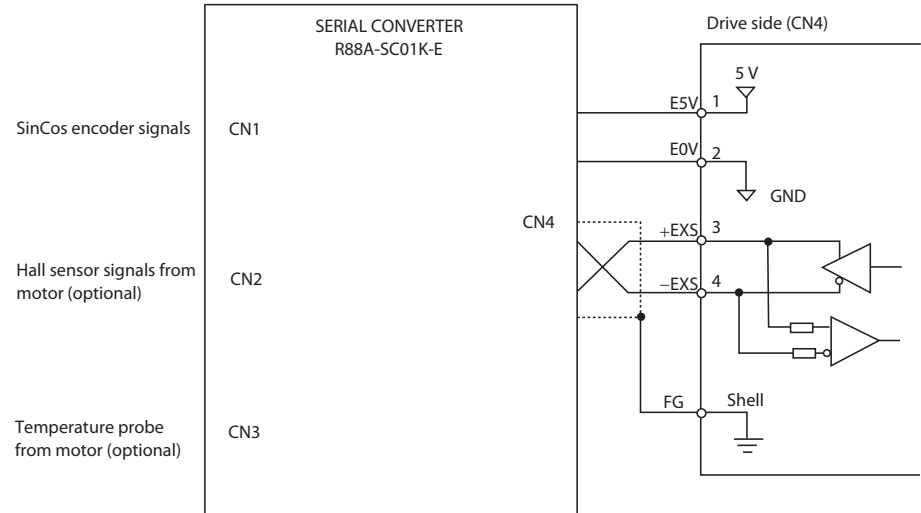 SERIAL CONVERTER
R88A-SC01K-E
Drive side (CN4)
SinCos encoder signals
CN1
Hall sensor signals from
motor (optional)
CN2
Temperature probe
from motor (optional)
CN3
CN4
E5V
1
5 V
E0V
2
GND
+EXS
3
−EXS
4
FG
Shell